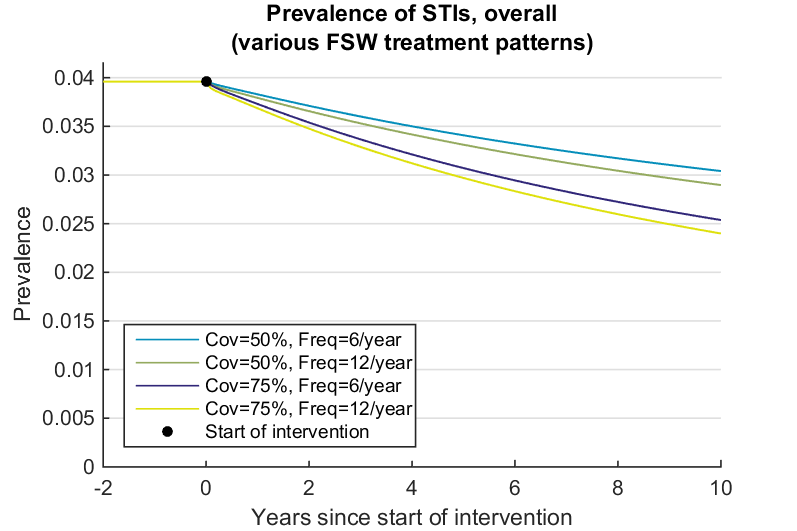 Prevalence of STIs, overall
(various FSW treatment patterns)
Prevalence
0.04
0.035
0.03
0.025
0.02
0.015
0.01
0.005
0
Cov=50%, Freq=6/year
Cov=50%, Freq=12/year
Cov=75%, Freq=6/year
Cov=75%, Freq=12/year
Start of intervention
-2 0 2 4 6 8 10
Years since start of intervention